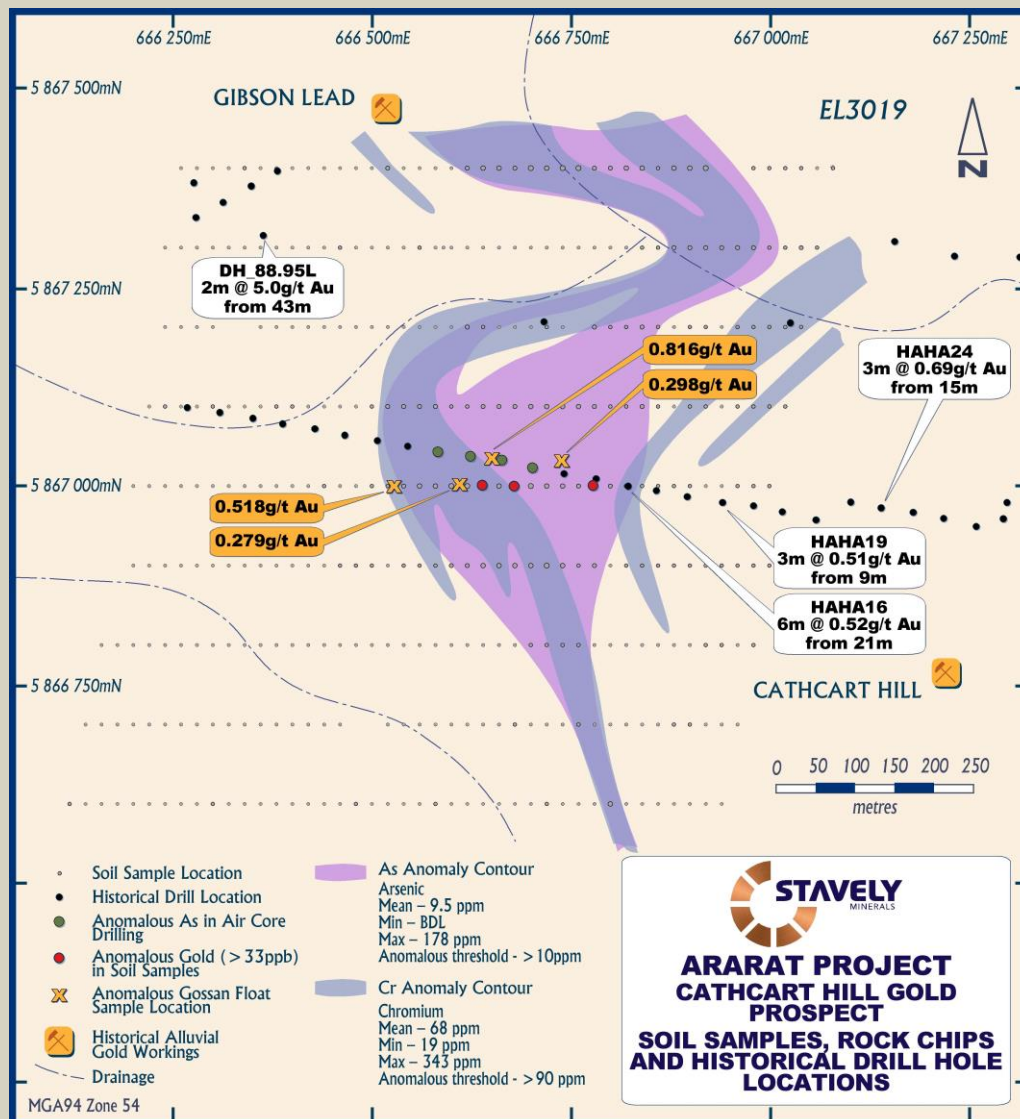 666 250mE 666 500mE 666 750mE 667 000mE 667 250mE
5 867 500mN
GIBSON LEAD
EL3019
N
5 867 250mN
DH_88.95L
2m @ 5.0g/t Au
from 43m
0.816g/t Au
0.298g/t Au
HAHA24
3m @ 0.69g/t Au
from 15m
5 867 000mN
0.518g/t Au
0.279g/t Au
HAHA19
3m @ 0.51g/t Au
from 9m
HAHA16
6m @ 0.52g/t Au
from 21m
5 866 750mN
CATHCART HILL
0 50 100 150 200 250
metres
Soil Sample Location
Historical Drill Location
Anomalous As in Air Core
Drilling
Anomalous Gold (>33ppb)
in Soil Samples
Anomalous Gossan Float
Sample Location
Historical Alluvial
Gold Workings
Drainage
As Anomaly Contour
Arsenic
Mean – 9.5 ppm
Min – BDL
Max – 178 ppm
Anomalous threshold - >10ppm
Cr Anomaly Contour
Chromium
Mean – 68 ppm
Min – 19 ppm
Max – 343 ppm
Anomalous threshold - >90 ppm
STAVELY
MINERALS
ARARAT PROJECT
CATHCART HILL GOLD
PROSPECT
SOIL SAMPLES, ROCK CHIPS
AND HISTORICAL DRILL HOLE
LOCATIONS
MGA94 Zone 54